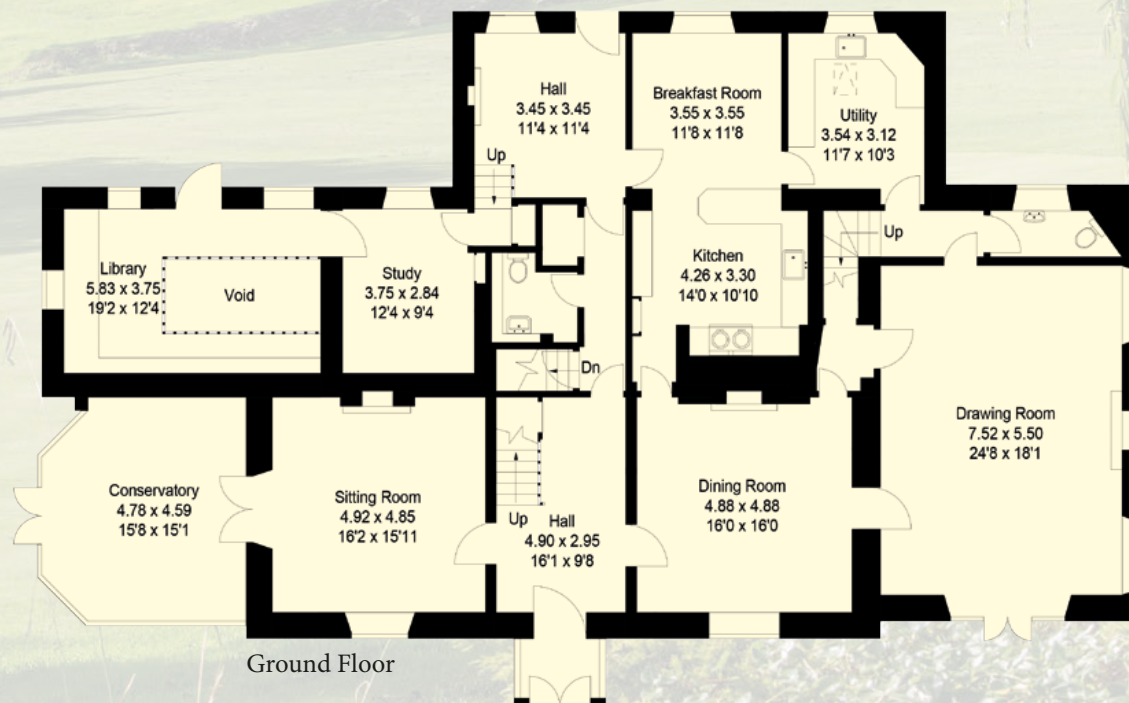 Hall
3.45 x 3.45
11'4 x 11'4
Up
Breakfast Room
3.55 x 3.55
11'8 x 11'8
Utility
3.54 x 3.12
11'7 x 10'3
Library
5.83 x 3.75
19'2 x 12'4
Void
Study
3.75 x 2.84
12'4 x 9'4
Kitchen
4.26 x 3.30
14'0 x 10'10
Up
Dn
Conservatory
4.78 x 4.59
15'8 x 15'1
Sitting Room
4.92 x 4.85
16'2 x 15'11
Up
Hall
4.90 x 2.95
16'1 x 9'8
Dining Room
4.88 x 4.88
16'0 x 16'0
Drawing Room
7.52 x 5.50
24'8 x 18'1
Ground Floor